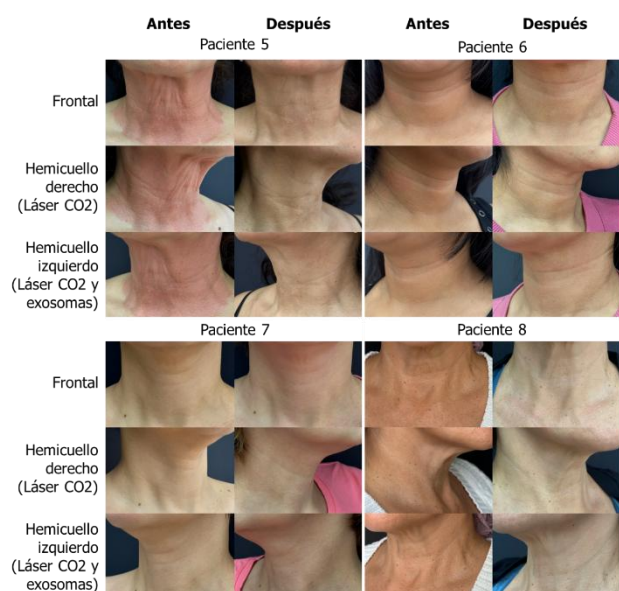 Antes Después Antes Después
Paciente 5 Paciente 6
Frontal
Hemicuello
derecho
(Láser CO2)
Hemicuello
izquierdo
(Láser CO2 y
exosomas)
Paciente 7 Paciente 8
Frontal
Hemicuello
derecho
(Láser CO2)
Hemicuello
izquierdo
(Láser CO2 y
y exosomas)